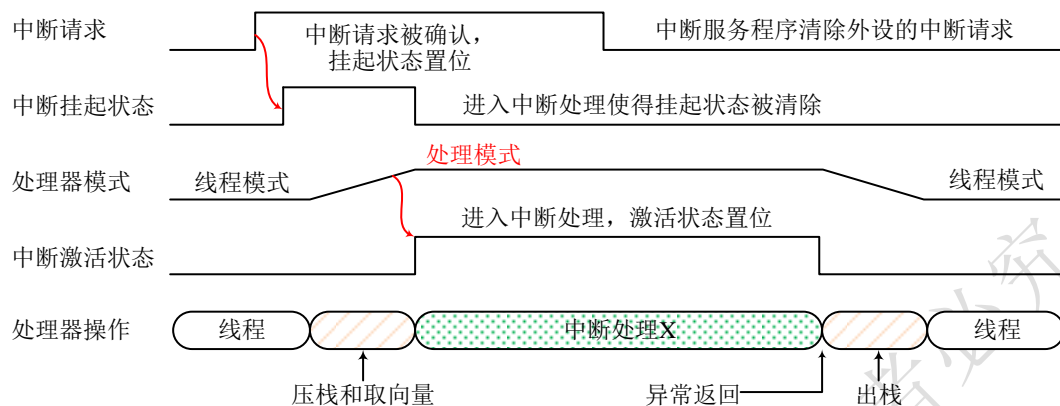 中断请求
中断请求被确认，
挂起状态置位
中断服务程序清除外设的中断请求
中断挂起状态
进入中断处理使得挂起状态被清除
处理器模式
线程模式
处理模式
线程模式
进入中断处理，激活状态置位
中断激活状态
处理器操作
线程
中断处理X
线程
压栈和取向量
异常返回
出栈
必穷